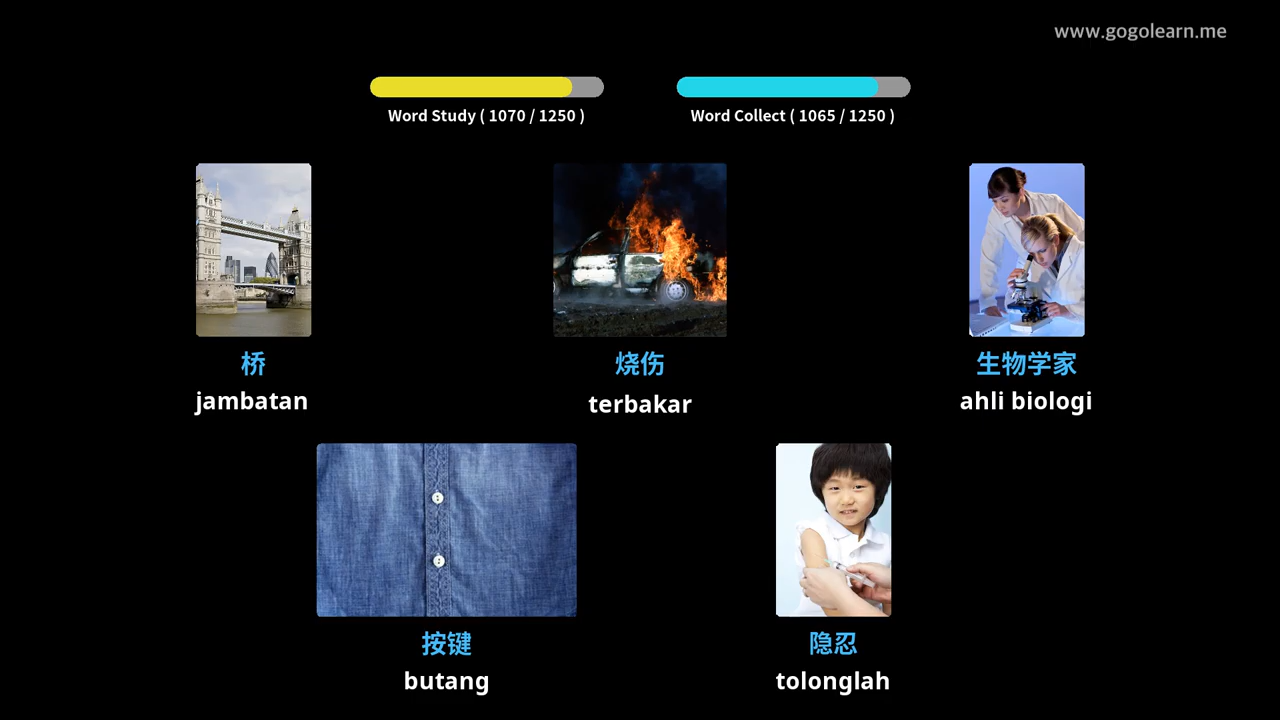 www.gogolearn.me
Word Study ( 1070 / 1250 )
Word Collect ( 1065 / 1250 )
桥
jambatan
烧伤
terbakar
生物学家
ahli biologi
按键
butang
隐忍
tolonglah